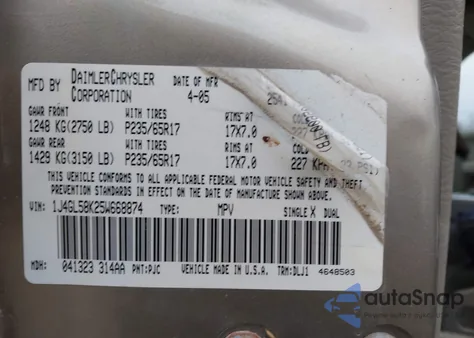 MFD BY DAIMLERCHRYSLER CORPORATION DATE OF MFR 4-05
GAWR FRONT WITH TIRES RIMS AT
1248 KG(2750 LB) P235/65R17 17X7.0 227
GAWR REAR WITH TIRES RIMS AT
1429 KG(3150 LB) P235/65R17 17X7.0 227 KPA
THIS VEHICLE CONFORMS TO ALL APPLICABLE FEDERAL MOTOR VEHICLE SAFETY
PREVENTION STANDARDS IN EFFECT ON THE DATE OF MANUFACTURE SHOWN ABOVE.
VIN: 1J4GL58K25W668874 TYPE: MPV SINGLE X DUAL
MDH: 041323 314AA PNT: PJC VEHICLE MADE IN U.S.A. TRM: DLJ1 4648503
autoSnap